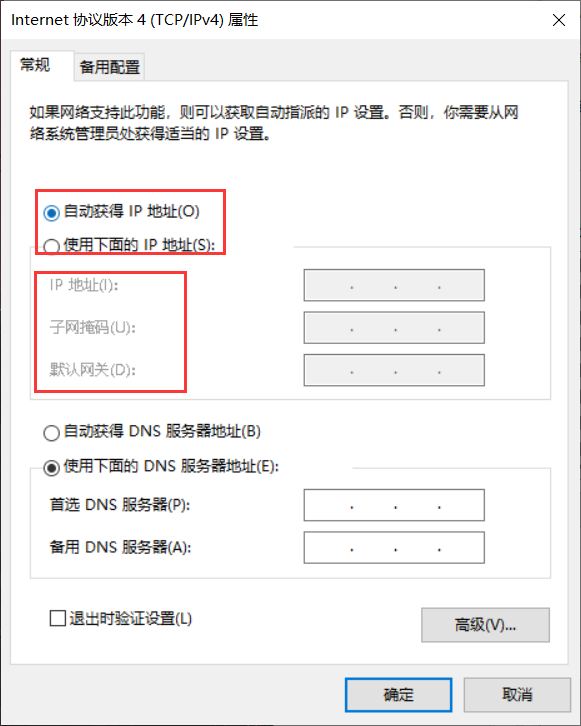 Internet 协议版本 4 (TCP/IPv4) 属性
常规
备用配置
如果网络支持此功能，则可以获取自动指派的 IP 设置。否则，你需要从网
络系统管理员处获得适当的 IP 设置。
自动获得 IP 地址(O)
使用下面的 IP 地址(S):
IP 地址(I):
子网掩码(U):
默认网关(D):
自动获得 DNS 服务器地址(B)
使用下面的 DNS 服务器地址(E):
首选 DNS 服务器(P):
备用 DNS 服务器(A):
退出时验证设置(L)
高级(V)...
确定
取消